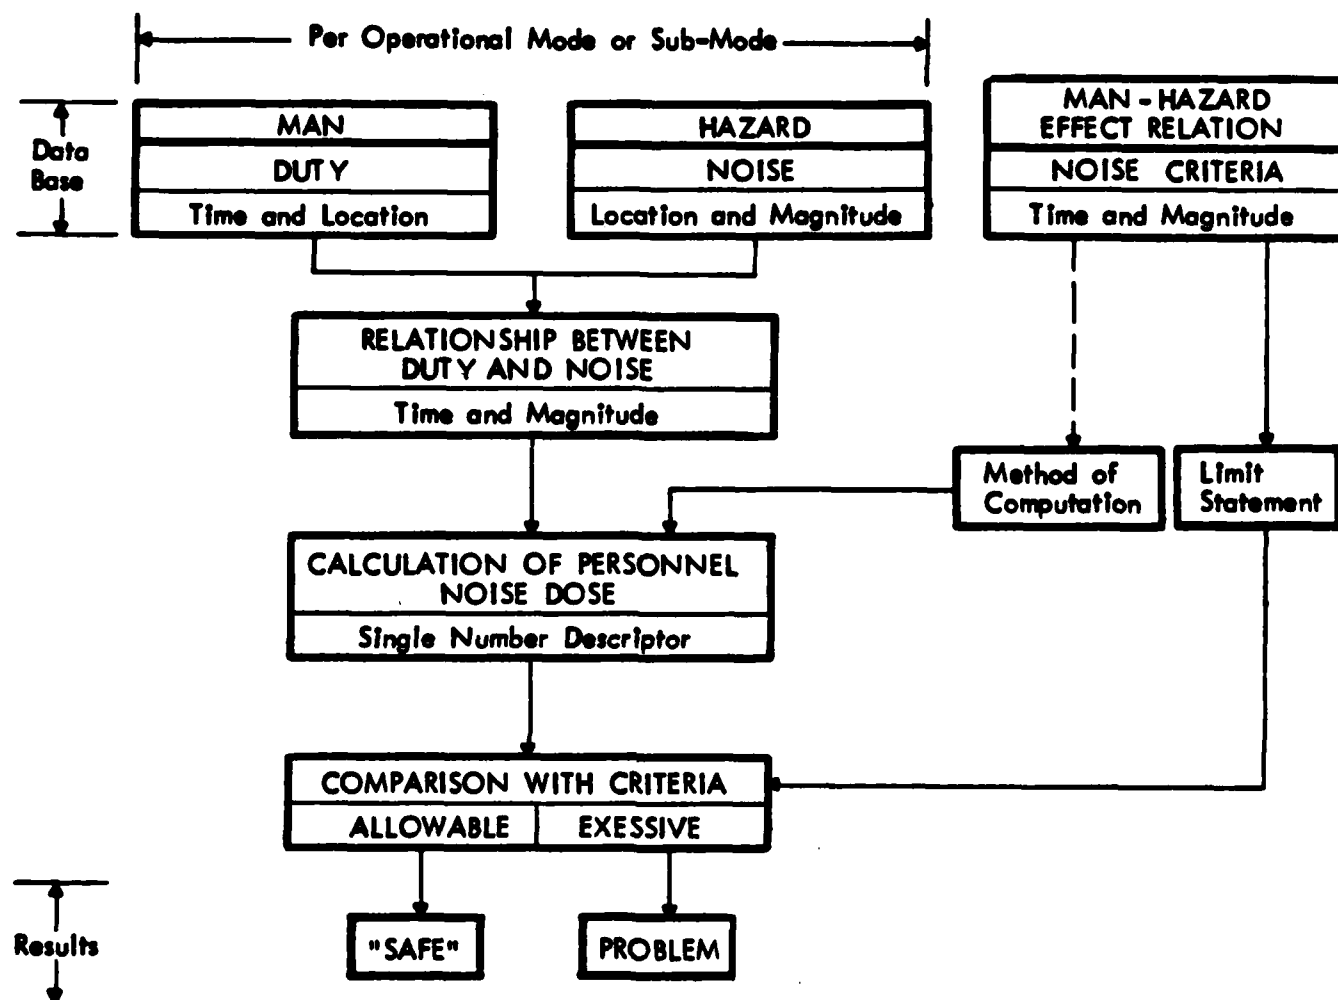 Per Operational Mode or Sub-Mode
Data
Base
MAN
DUTY
Time and Location
HAZARD
NOISE
Location and Magnitude
MAN - HAZARD
EFFECT RELATION
NOISE CRITERIA
Time and Magnitude
RELATIONSHIP BETWEEN
DUTY AND NOISE
Time and Magnitude
Method of
Computation
Limit
Statement
CALCULATION OF PERSONNEL
NOISE DOSE
Single Number Descriptor
COMPARISON WITH CRITERIA
ALLOWABLE
EXESSIVE
Results
"SAFE"
PROBLEM